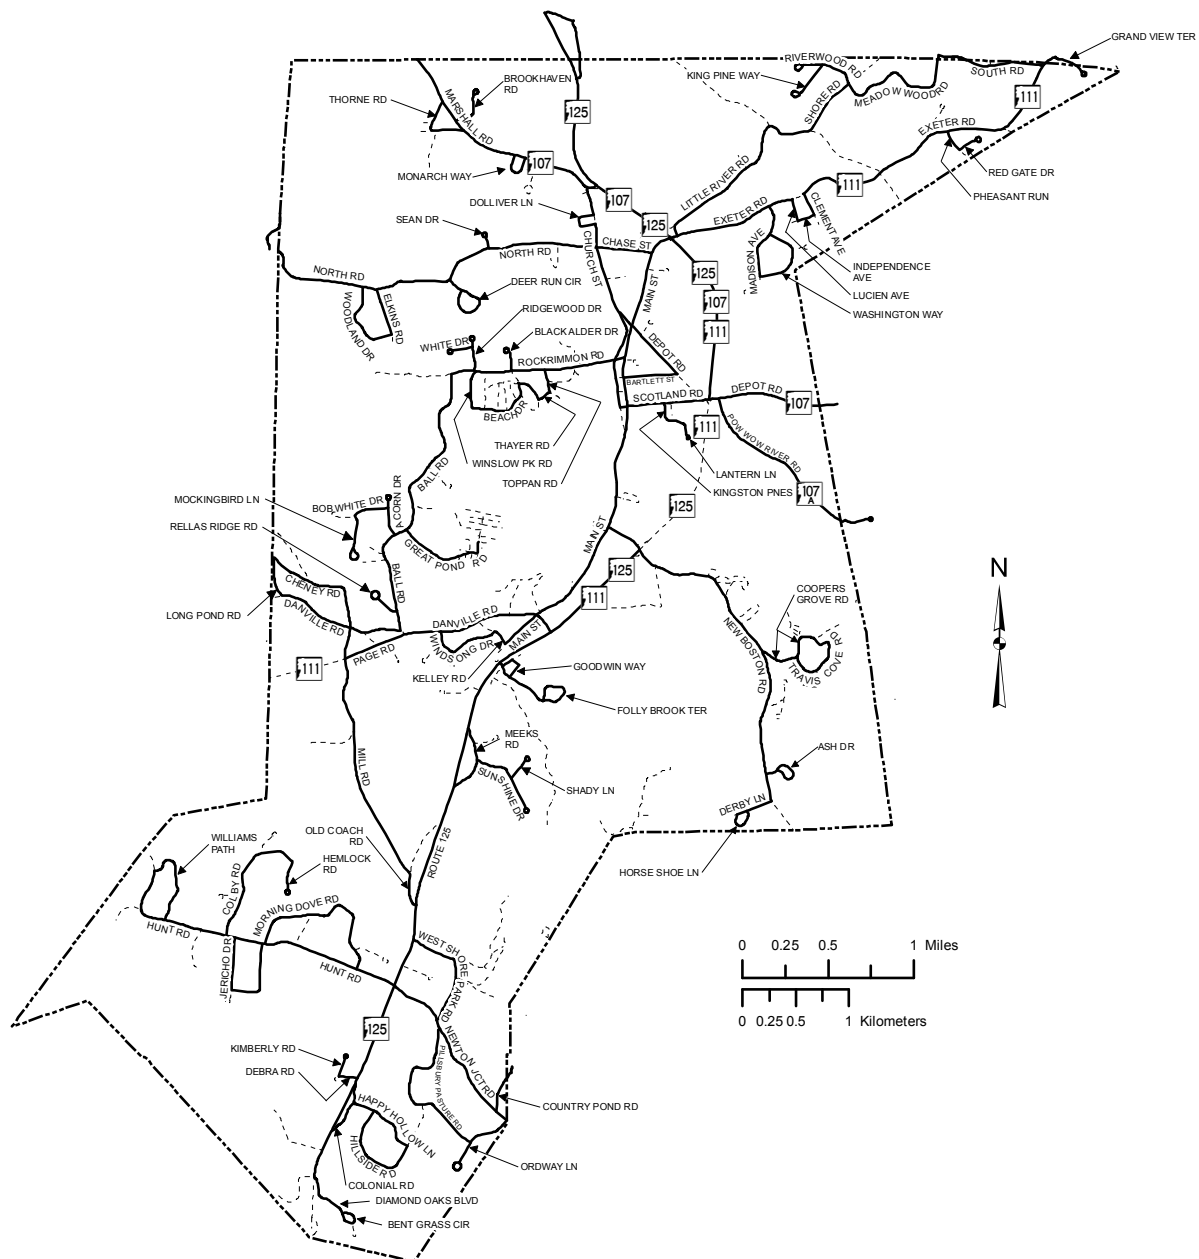 GRAND VIEW TER
RIVERWOOD RD
KING PINE WAY
SOUTH RD
BROOKHAVEN
RD
THORNE RD
MARSHALL RD
SHORE RD
MEADOW WOOD RD
111
125
EXETER RD
107
MONARCH WAY
RED GATE DR
LITTLE RIVER RD
111
PHEASANT RUN
DOLLIVER LN
107
EXETER RD
CLEMENT AVE
SEAN DR
125
CHURCH ST
CHASE ST
NORTH RD
MADISON AVE
INDEPENDENCE
AVE
NORTH RD
125
DEER RUN CIR
MAIN ST
LUCIEN AVE
WOODLAND DR
ELKINS RD
107
RIDGEWOOD DR
WASHINGTON WAY
111
BLACKALDER DR
WHITE DR
DEPOT RD
ROCKRIMMON RD
BARTLETT ST
DEPOT RD
SCOTLAND RD
107
BEACH DR
111
POW WOW RIVER RD
THAYER RD
WINSLOW PK RD
LANTERN LN
BALL RD
TOPPAN RD
KINGSTON PNES
107
A
MOCKINGBIRD LN
BOB WHITE DR
ACORN DR
125
RELLAS RIDGE RD
MAIN ST
GREAT POND RD
125
N
CHENEY RD
BALL RD
111
COOPERS
GROVE RD
LONG POND RD
DANVILLE RD
DANVILLE RD
NEW BOSTON RD
WINDSONG DR
MAIN ST
TRAVIS COVE RD
PAGE RD
111
KELLEY RD
GOODWIN WAY
FOLLY BROOK TER
MEEKS
RD
ASH DR
MILL RD
SUNSHINE DR
SHADY LN
DERBY LN
OLD COACH
RD
WILLIAMS
PATH
ROUTE 125
HEMLOCK
RD
HORSE SHOE LN
COLBY RD
MORNING DOVE RD
HUNT RD
WEST SHORE PARK RD
0 0.25 0.5 1 Miles
JERICHO DR
HUNT RD
0 0.25 0.5 1 Kilometers
125
KIMBERLY RD
NEWTON JCT RD
DEBRA RD
PILLSBURY PASTURE RD
HAPPY HOLLOW LN
COUNTRY POND RD
HILLSIDE RD
ORDWAY LN
COLONIAL RD
DIAMOND OAKS BLVD
BENT GRASS CIR